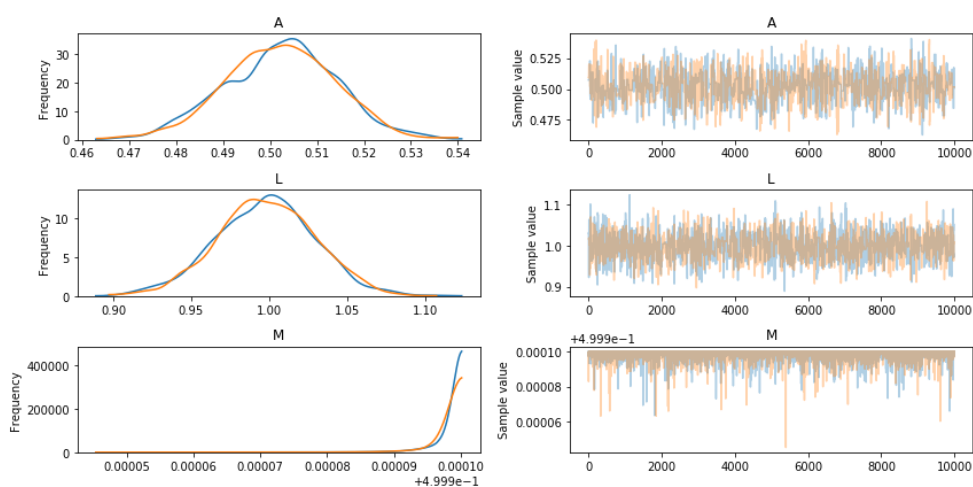 A
Frequency
30
20
10
0
0.46 0.47 0.48 0.49 0.50 0.51 0.52 0.53 0.54
A
Sample value
0.525
0.500
0.475
0 2000 4000 6000 8000 10000
L
Frequency
10
5
0
0.90 0.95 1.00 1.05 1.10
L
Sample value
1.1
1.0
0.9
0 2000 4000 6000 8000 10000
M
Frequency
400000
200000
0
0.00005 0.00006 0.00007 0.00008 0.00009 0.00010
+4.999e−1
+4.999e−1
M
Sample value
0.00010
0.00008
0.00006
0 2000 4000 6000 8000 10000